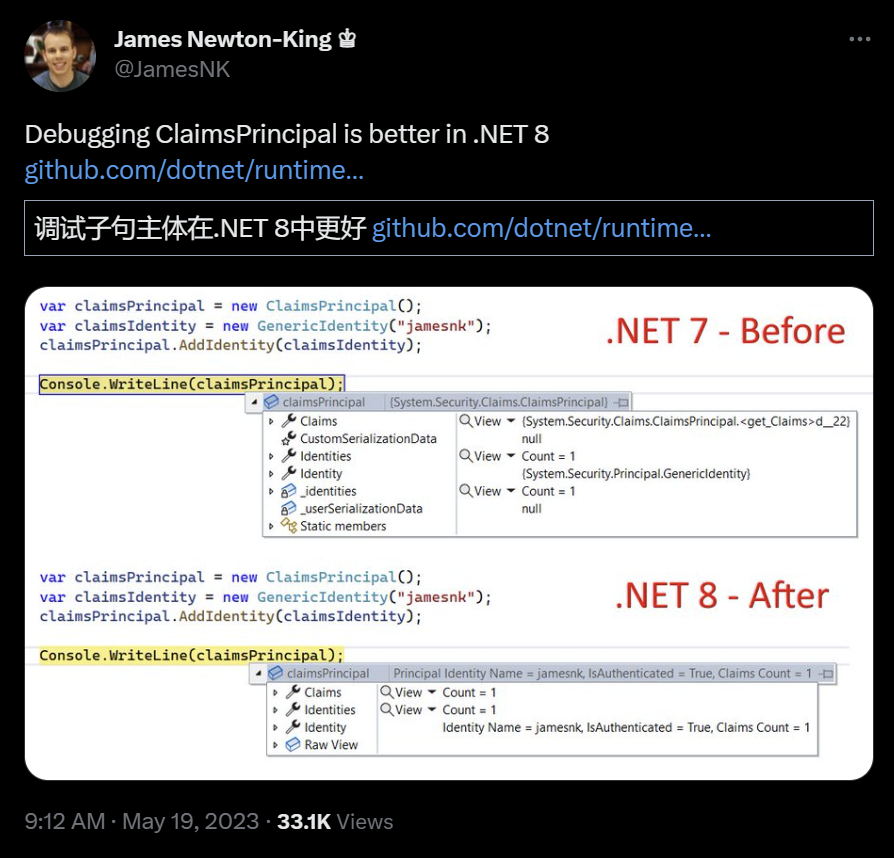 James Newton-King
@JamesNK
Debugging ClaimsPrincipal is better in .NET 8
github.com/dotnet/runtime...
调试子句主体在.NET 8中更好 github.com/dotnet/runtime...
var claimsPrincipal = new ClaimsPrincipal();
var claimsIdentity = new GenericIdentity("jamesnk");
claimsPrincipal.AddIdentity(claimsIdentity);
.NET 7 - Before
Console.WriteLine(claimsPrincipal);
claimsPrincipal {System.Security.Claims.ClaimsPrincipal}
Claims View {System.Security.Claims.ClaimsPrincipal.<get_Claims>d__22}
CustomSerializationData null
Identities View Count = 1
Identity {System.Security.Principal.GenericIdentity}
_identities View Count = 1
_userSerializationData null
Static members
var claimsPrincipal = new ClaimsPrincipal();
var claimsIdentity = new GenericIdentity("jamesnk");
claimsPrincipal.AddIdentity(claimsIdentity);
.NET 8 - After
Console.WriteLine(claimsPrincipal);
claimsPrincipal Principal Identity Name = jamesnk, IsAuthenticated = True, Claims Count = 1
Claims View Count = 1
Identities View Count = 1
Identity Identity Name = jamesnk, IsAuthenticated = True, Claims Count = 1
Raw View
9:12 AM · May 19, 2023 · 33.1K Views